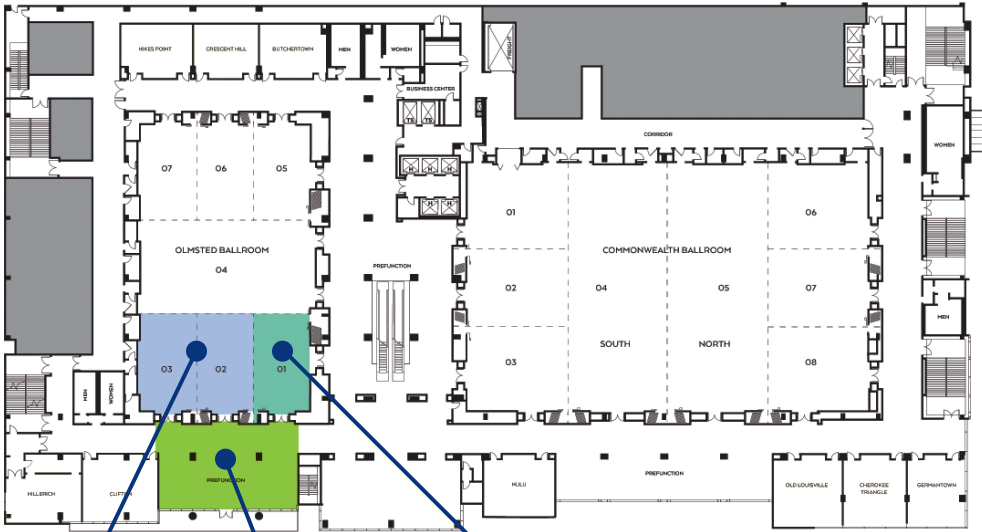 HIKES POINT
CRESCENT HILL
BUTCHERTOWN
MEN
WOMEN
FREIGHT
BUSINESS CENTER
CORRIDOR
WOMEN
07
06
05
OLMSTED BALLROOM
04
03
02
01
PREFUNCTION
H
H
H
H
H
01
06
COMMONWEALTH BALLROOM
02
04
05
07
SOUTH
NORTH
03
08
MEN
MEN
WOMEN
MILLERICH
CLIFTON
PREFUNCTION
NULU
PREFUNCTION
OLD LOUISVILLE
CHEROKEE
TRIANGLE
GERMANTOWN